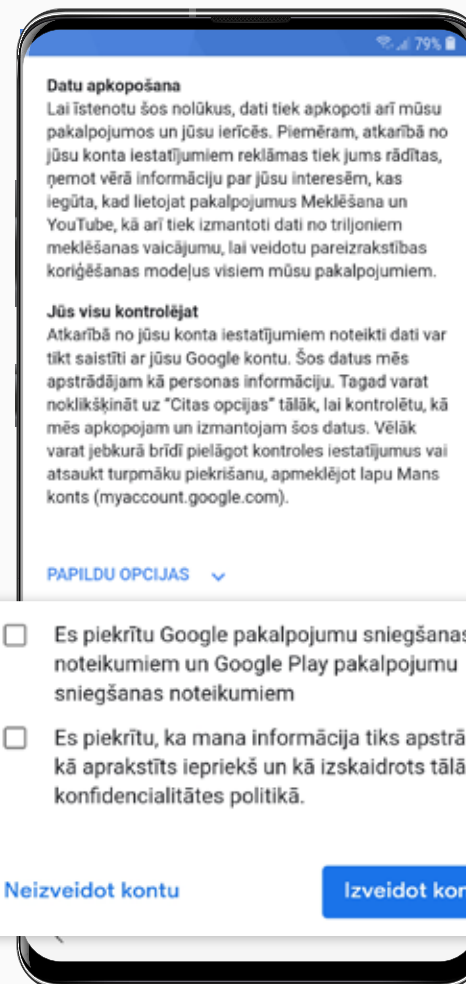 79%
Datu apkopošana
Lai īstenotu šos nolūkus, dati tiek apkopoti arī mūsu
pakalpojumos un jūsu ierīcēs. Piemēram, atkarībā no
jūsu konta iestatījumiem reklāmas tiek jums rādītas,
ņemot vērā informāciju par jūsu interesēm, kas
iegūta, kad lietojat pakalpojumus Meklēšana un
YouTube, kā arī tiek izmantoti dati no triljoniem
meklēšanas vaicājumu, lai veidotu pareizrakstības
koriģēšanas modeļus visiem mūsu pakalpojumiem.
Jūs visu kontrolējat
Atkarībā no jūsu konta iestatījumiem noteikti dati var
tikt saistīti ar jūsu Google kontu. Šos datus mēs
apstrādājam kā personas informāciju. Tagad varat
noklikšķināt uz "Citas opcijas" tālāk, lai kontrolētu, kā
mēs apkopojam un izmantojam šos datus. Vēlāk
varat jebkurā brīdī pielāgot kontroles iestatījumus vai
atsaukt turpmāku piekrišanu, apmeklējot lapu Mans
konts (myaccount.google.com).
PAPILDU OPCIJAS
Es piekrītu Google pakalpojumu sniegšanas
noteikumiem un Google Play pakalpojumu
sniegšanas noteikumiem
Es piekrītu, ka mana informācija tiks apstrā
kā aprakstīts iepriekš un kā izskaidrots tālā
konfidencialitātes politikā.
Neizveidot kontu
Izveidot kon